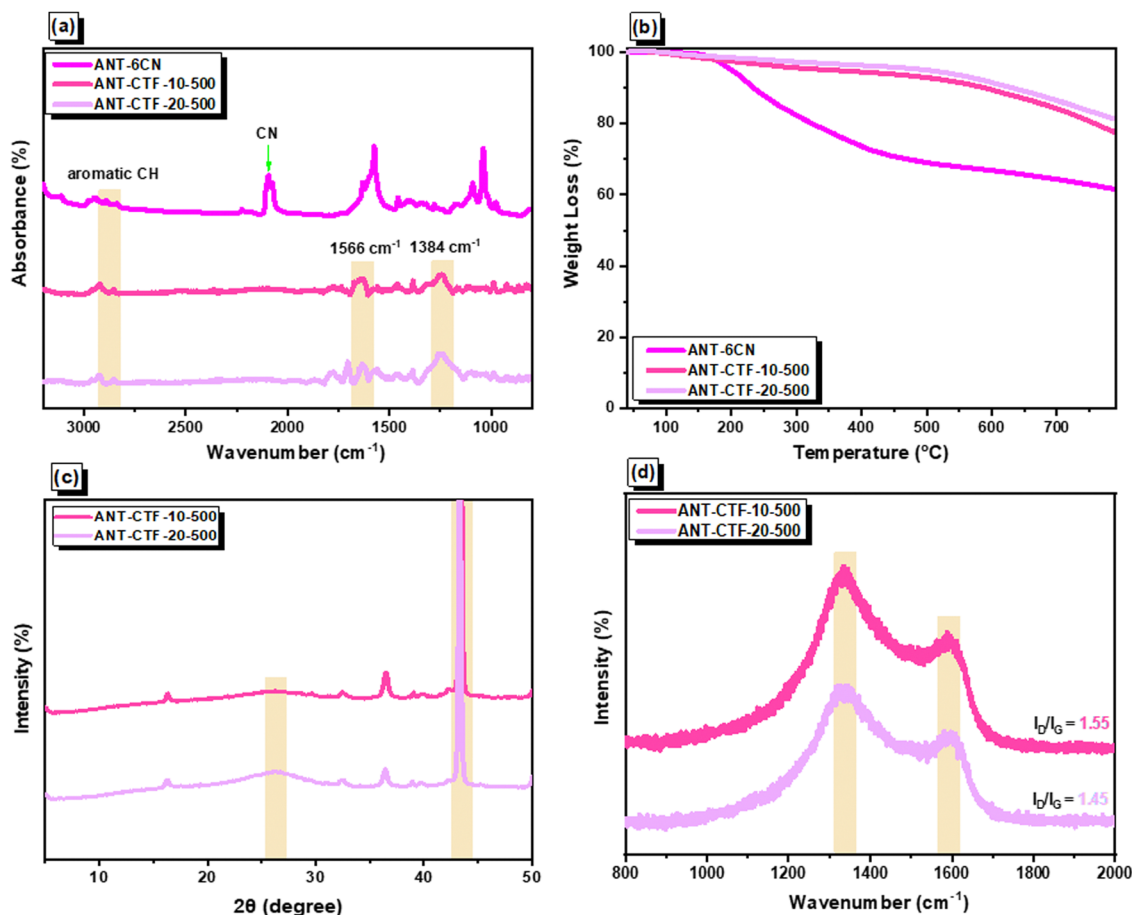 (a)
ANT-6CN
ANT-CTF-10-500
ANT-CTF-20-500
CN
aromatic CH
1566 cm⁻¹ 1384 cm⁻¹
Absorbance (%)
3000 2500 2000 1500 1000
Wavenumber (cm⁻¹)
(b)
100
80
60
40
20
0
Weight Loss (%)
ANT-6CN
ANT-CTF-10-500
ANT-CTF-20-500
100 200 300 400 500 600 700
Temperature (ºC)
(c)
ANT-CTF-10-500
ANT-CTF-20-500
Intensity (%)
10 20 30 40 50
2θ (degree)
(d)
ANT-CTF-10-500
ANT-CTF-20-500
Intensity (%)
I_D/I_G = 1.55
I_D/I_G = 1.45
800 1000 1200 1400 1600 1800 2000
Wavenumber (cm⁻¹)